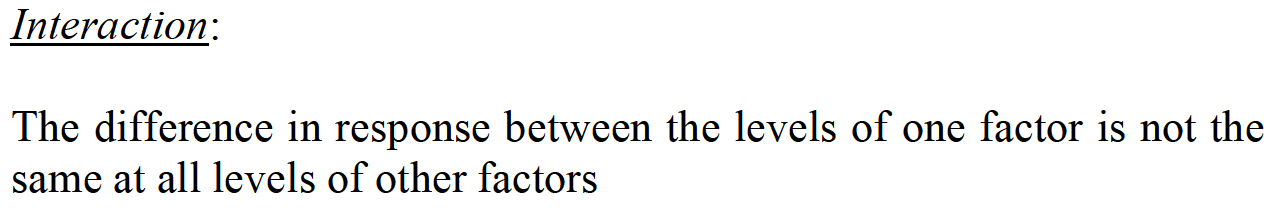 Interaction:
The difference in response between the levels of one factor is not the
same at all levels of other factors